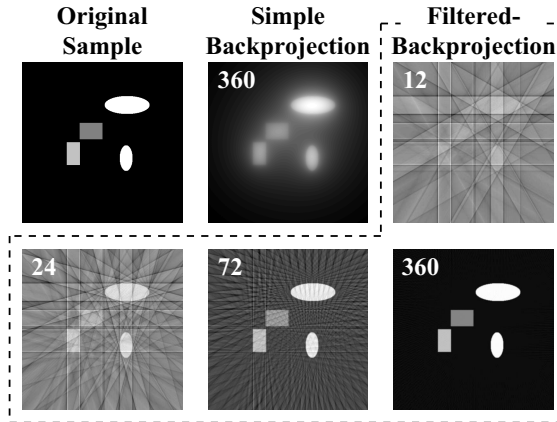 Original
Sample
Simple
Backprojection
Filtered-
Backprojection
360
12
24
72
360